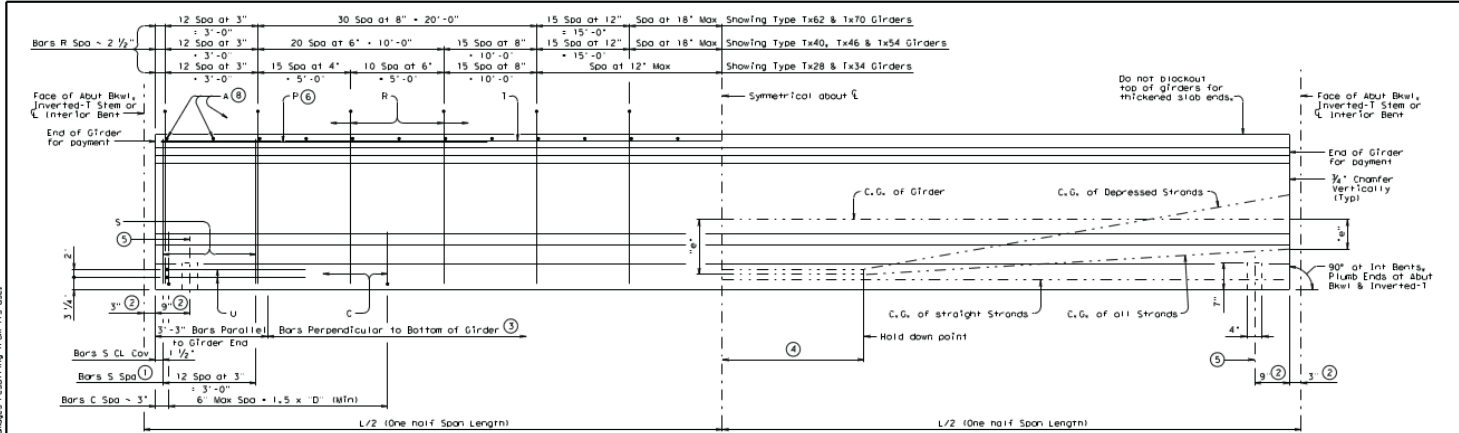 12 Spa at 3" 30 Spa at 8" = 20'-0" 15 Spa at 12" Spa at 18" Max Showing Type Tx62 & Tx70 Girders
= 3'-0" = 15'-0"
Bars R Spa ~ 2 ½" 12 Spa at 3" 20 Spa at 6" = 10'-0" 15 Spa at 8" 15 Spa at 12" Spa at 18" Max Showing Type Tx40, Tx46 & Tx54 Girders
= 3'-0" = 10'-0" = 15'-0"
12 Spa at 3" 15 Spa at 4" 10 Spa at 6" 15 Spa at 8" Spa at 12" Max Showing Type Tx28 & Tx34 Girders
= 3'-0" = 5'-0" = 5'-0" = 10'-0"
Face of Abut Bkwl,
Inverted-T Stem or
℄ Interior Bent
A ⑧
P ⑥
R
T
Symmetrical about ℄
Do not blockout
top of girders for
thickened slab ends.
Face of Abut Bkwl,
Inverted-T Stem or
℄ Interior Bent
End of Girder
for payment
End of Girder
for payment
¾" Chamfer
Vertically
(Typ)
C.G. of Girder
C.G. of Depressed Strands
S
⑤
"e"
"e"
2"
3 ¼"
90° at Int Bents,
Plumb Ends at Abut
Bkwl & Inverted-T
7"
3" ②
9" ②
U
C
C.G. of straight Strands
C.G. of all Strands
4"
3'-3" Bars Parallel
to Girder End
Bars Perpendicular to Bottom of Girder ③
Hold down point
④
⑤
Bars S CL Cov 1 ½"
Bars S Spa ① 12 Spa at 3"
= 3'-0"
9" ②
3" ②
Bars C Spa ~ 3" 6" Max Spa = 1.5 x "D" (Min)
L/2 (One half Span Length)
L/2 (One half Span Length)